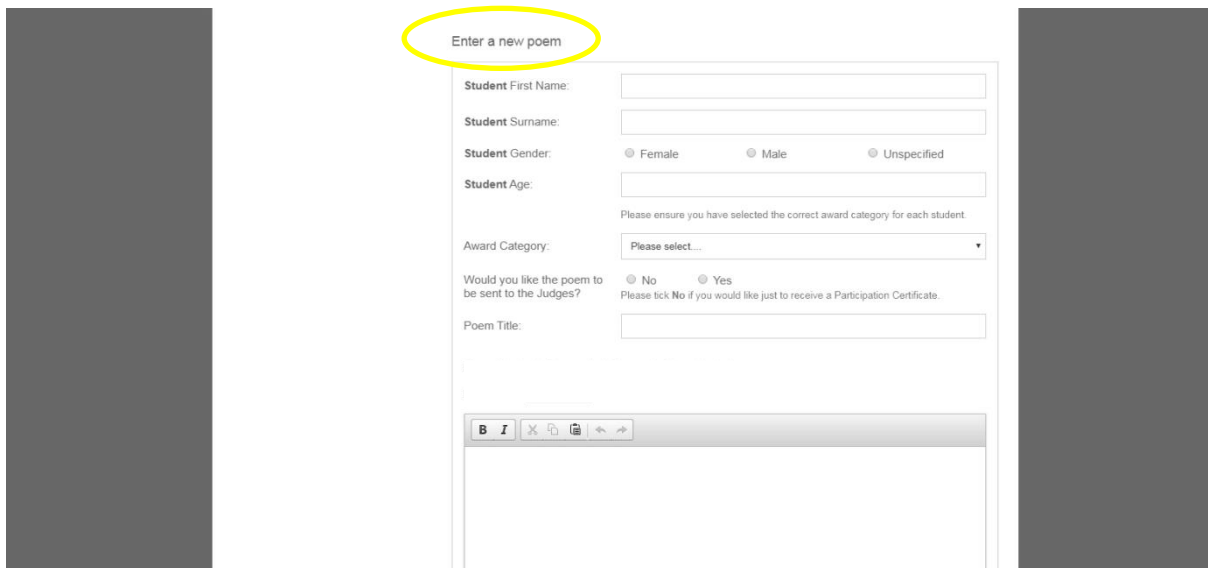 Enter a new poem
Student First Name:
Student Surname:
Student Gender: Female Male Unspecified
Student Age:
Please ensure you have selected the correct award category for each student.
Award Category: Please select....
Would you like the poem to No Yes
be sent to the Judges? Please tick No if you would like just to receive a Participation Certificate.
Poem Title:
B I